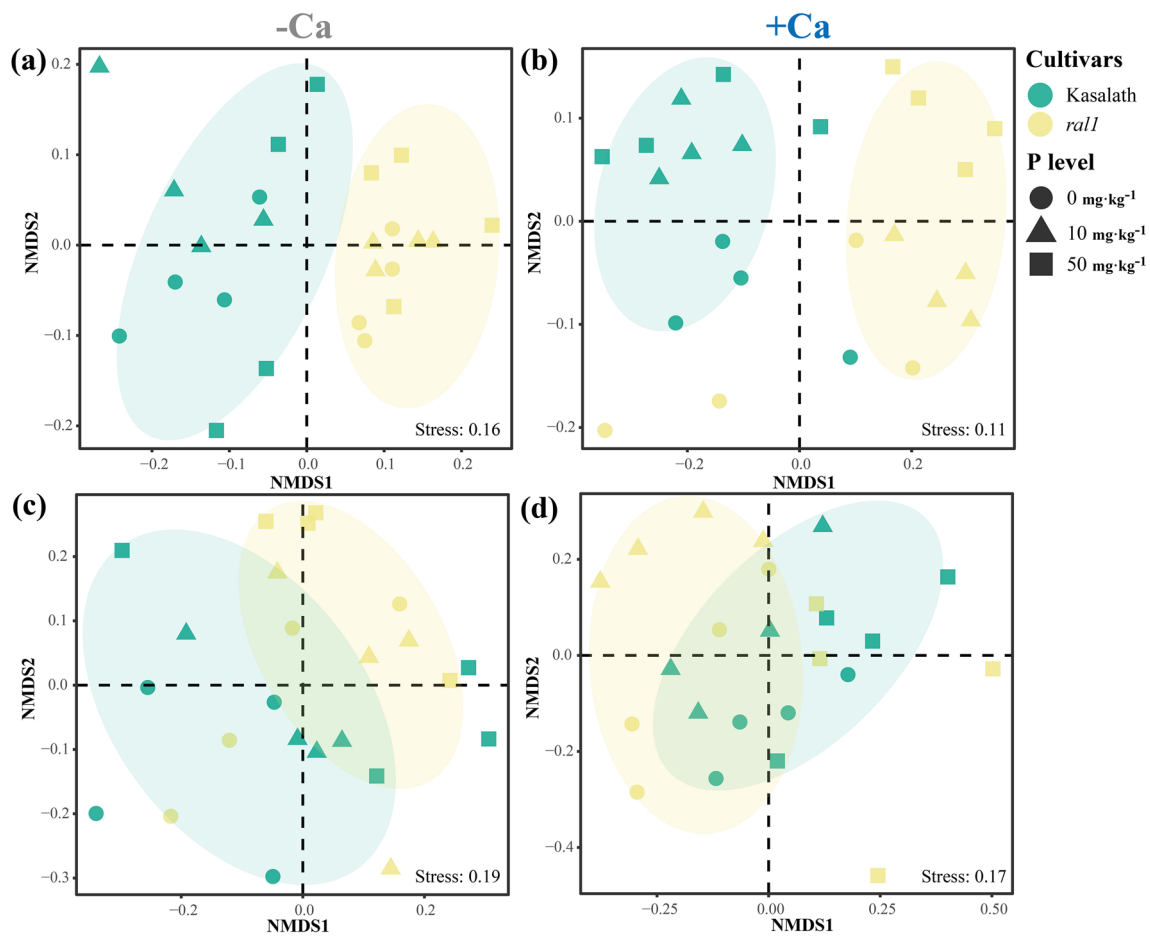 -Ca
+Ca
(a)
0.2
0.1
0.0
−0.1
−0.2
NMDS2
−0.2
−0.1
0.0
0.1
0.2
NMDS1
Stress: 0.16
(b)
0.1
0.0
−0.1
−0.2
NMDS2
−0.2
0.0
0.2
NMDS1
Stress: 0.11
Cultivars
Kasalath
ral1
P level
0 mg·kg⁻¹
10 mg·kg⁻¹
50 mg·kg⁻¹
(c)
0.2
0.1
0.0
−0.1
−0.2
−0.3
NMDS2
−0.2
0.0
0.2
NMDS1
Stress: 0.19
(d)
0.2
0.0
−0.2
−0.4
NMDS2
−0.25
0.00
0.25
0.50
NMDS1
Stress: 0.17